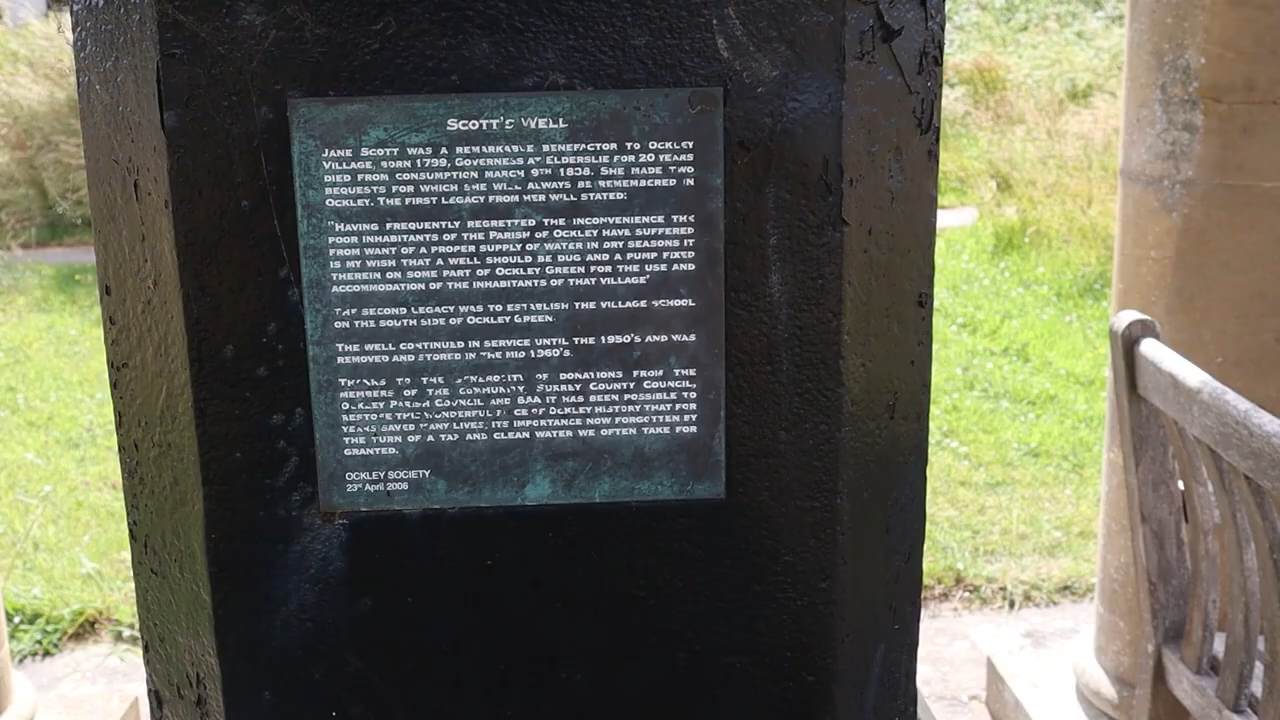 SCOTT'S WELL
JANE SCOTT WAS A REMARKABLE BENEFACTOR TO OCKLEY
VILLAGE, BORN 1799, GOVERNESS AT ELDERSLIE FOR 20 YEARS
DIED FROM CONSUMPTION MARCH 9TH 1838. SHE MADE TWO
BEQUESTS FOR WHICH SHE WILL ALWAYS BE REMEMBERED IN
OCKLEY. THE FIRST LEGACY FROM HER WILL STATED:
"HAVING FREQUENTLY REGRETTED THE INCONVENIENCE THE
POOR INHABITANTS OF THE PARISH OF OCKLEY HAVE SUFFERED
FROM WANT OF A PROPER SUPPLY OF WATER IN DRY SEASONS IT
IS MY WISH THAT A WELL SHOULD BE DUG AND A PUMP FIXED
THEREIN ON SOME PART OF OCKLEY GREEN FOR THE USE AND
ACCOMMODATION OF THE INHABITANTS OF THAT VILLAGE'
THE SECOND LEGACY WAS TO ESTABLISH THE VILLAGE SCHOOL
ON THE SOUTH SIDE OF OCKLEY GREEN.
THE WELL CONTINUED IN SERVICE UNTIL THE 1950'S AND WAS
REMOVED AND STORED IN THE MID 1960'S.
THANKS TO THE GENEROSITY OF DONATIONS FROM THE
MEMBERS OF THE COMMUNITY, SURREY COUNTY COUNCIL,
OCKLEY PARISH COUNCIL AND BAA IT HAS BEEN POSSIBLE TO
RESTORE THIS WONDERFUL PIECE OF OCKLEY HISTORY THAT FOR
YEARS SAVED MANY LIVES, ITS IMPORTANCE NOW FORGOTTEN BY
THE TURN OF A TAP AND CLEAN WATER WE OFTEN TAKE FOR
GRANTED.
OCKLEY SOCIETY
23rd April 2006